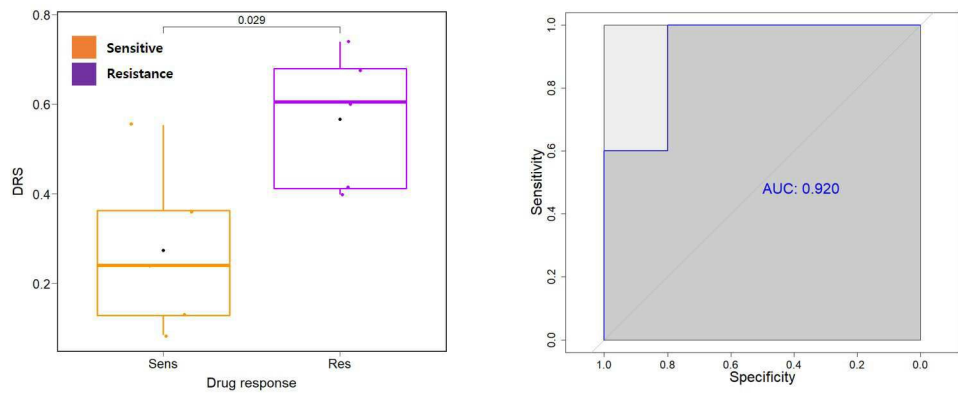 0.029
0.8
0.6
0.4
0.2
DRS
Sensitive
Resistance
Sens
Res
Drug response
1.0
0.8
0.6
0.4
0.2
0.0
Sensitivity
AUC: 0.920
1.0
0.8
0.6
0.4
0.2
0.0
Specificity